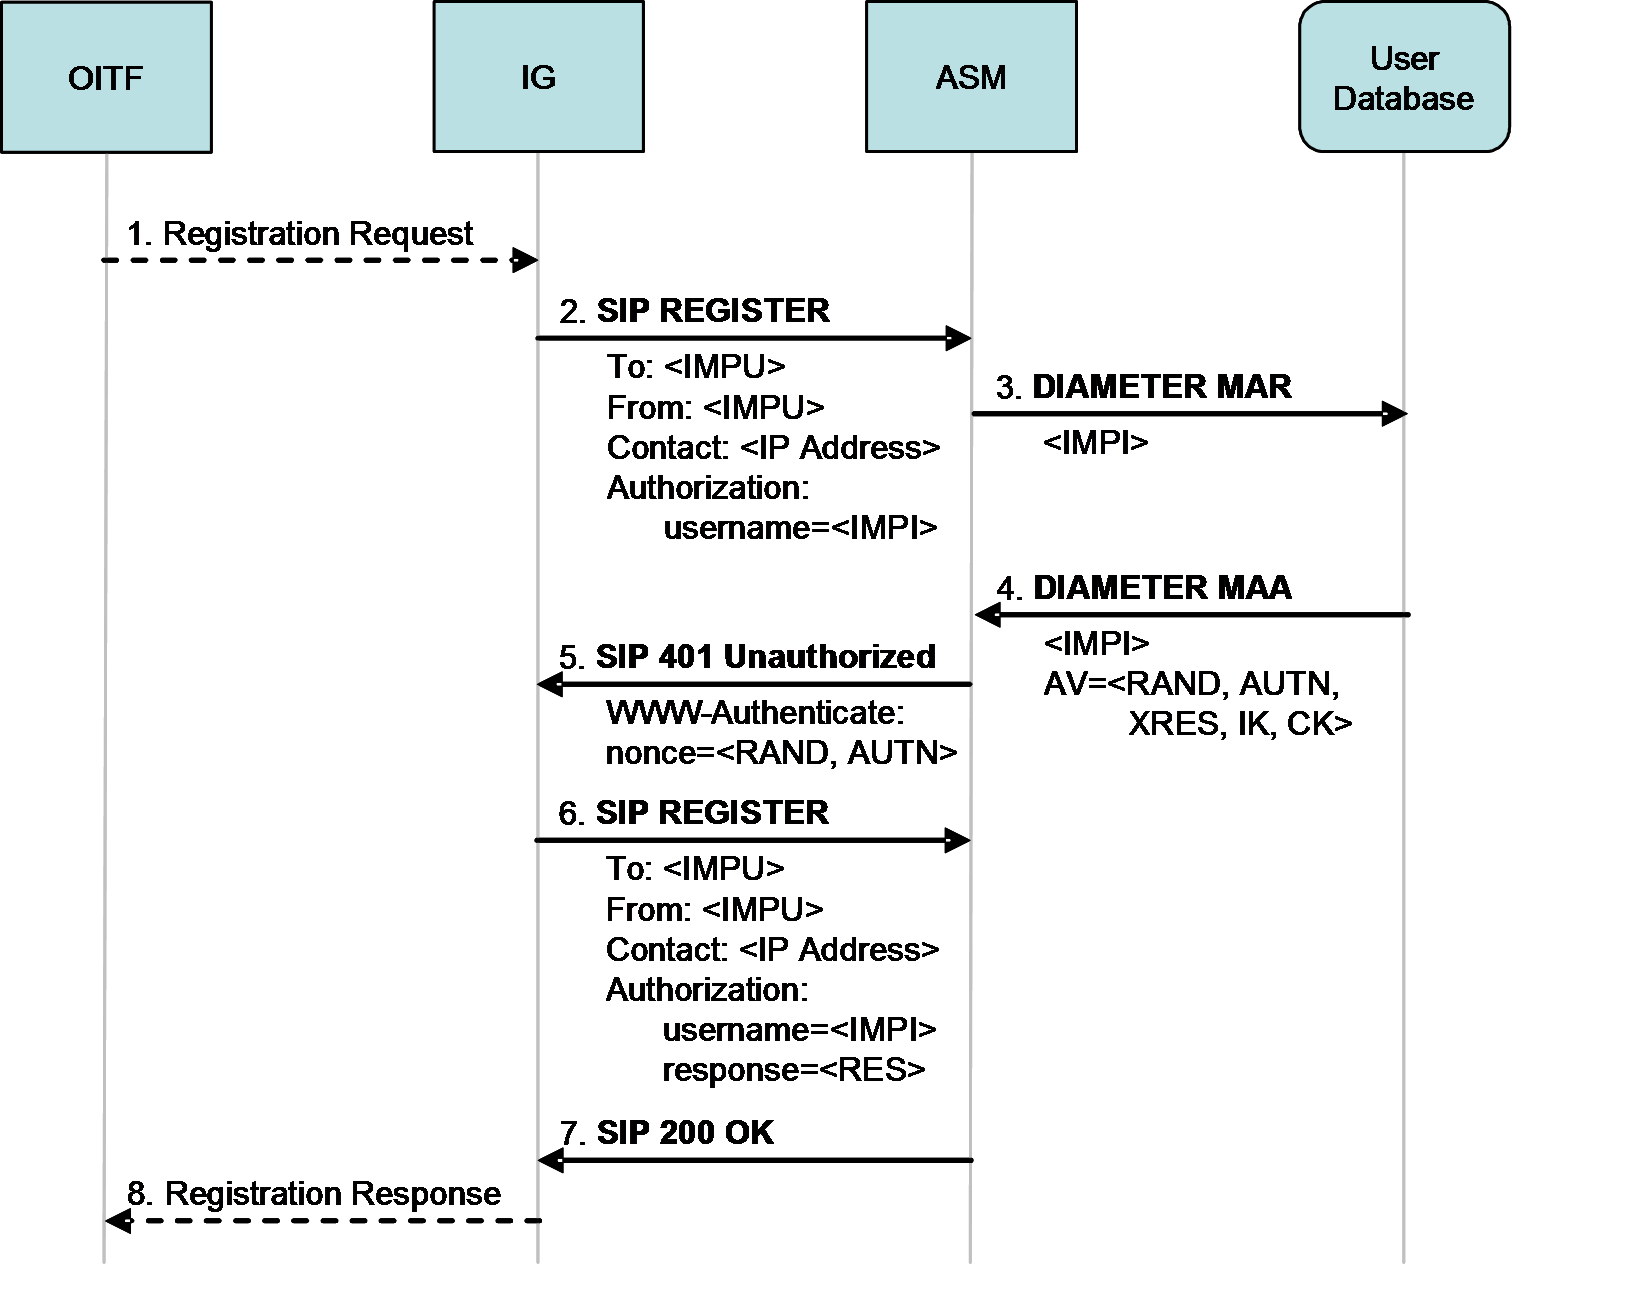 OITF
IG
ASM
User
Database
1. Registration Request
2. SIP REGISTER
To: <IMPU>
From: <IMPU>
Contact: <IP Address>
Authorization:
username=<IMPI>
3. DIAMETER MAR
<IMPI>
4. DIAMETER MAA
<IMPI>
AV=<RAND, AUTN,
XRES, IK, CK>
5. SIP 401 Unauthorized
WWW-Authenticate:
nonce=<RAND, AUTN>
6. SIP REGISTER
To: <IMPU>
From: <IMPU>
Contact: <IP Address>
Authorization:
username=<IMPI>
response=<RES>
7. SIP 200 OK
8. Registration Response